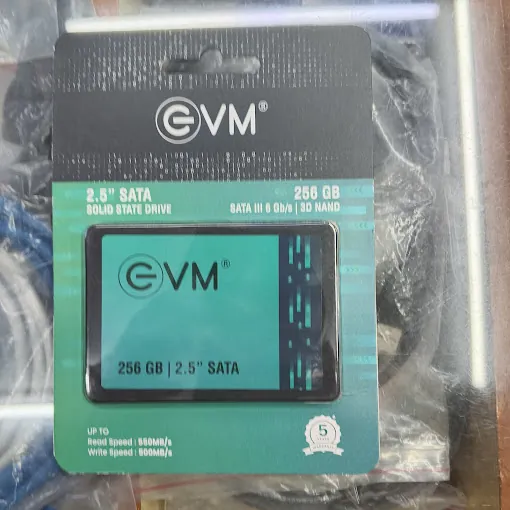 EVM®
2.5" SATA
SOLID STATE DRIVE
256 GB
SATA III 6 Gb/s | 3D NAND
EVM®
256 GB | 2.5" SATA
UP TO
Read Speed : 550MB/s
Write Speed : 500MB/s
5